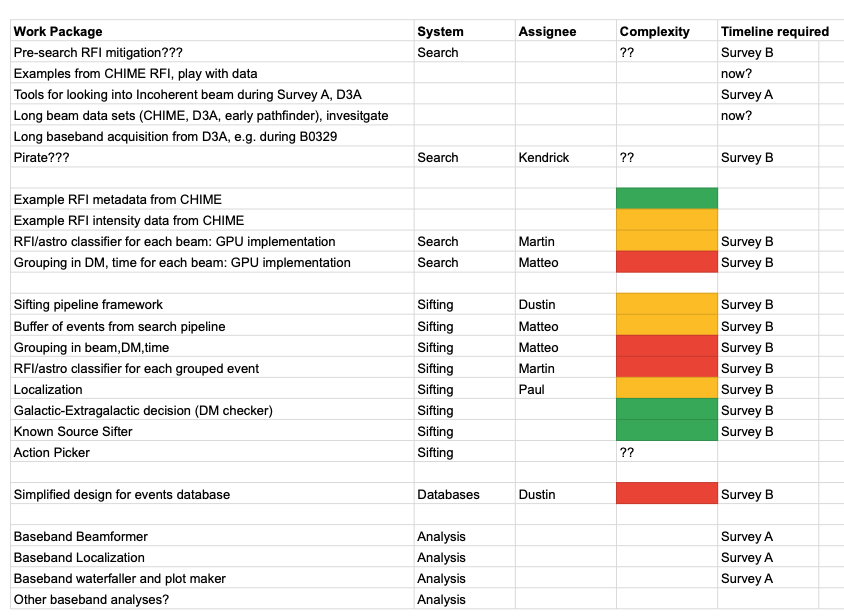 Work Package System Assignee Complexity Timeline required
Pre-search RFI mitigation??? Search ?? Survey B
Examples from CHIME RFI, play with data now?
Tools for looking into Incoherent beam during Survey A, D3A Survey A
Long beam data sets (CHIME, D3A, early pathfinder), invesitgate now?
Long baseband acquisition from D3A, e.g. during B0329
Pirate??? Search Kendrick ?? Survey B
Example RFI metadata from CHIME
Example RFI intensity data from CHIME
RFI/astro classifier for each beam: GPU implementation Search Martin Survey B
Grouping in DM, time for each beam: GPU implementation Search Matteo Survey B
Sifting pipeline framework Sifting Dustin Survey B
Buffer of events from search pipeline Sifting Matteo Survey B
Grouping in beam,DM,time Sifting Matteo Survey B
RFI/astro classifier for each grouped event Sifting Martin Survey B
Localization Sifting Paul Survey B
Galactic-Extragalactic decision (DM checker) Sifting Survey B
Known Source Sifter Sifting Survey B
Action Picker Sifting ??
Simplified design for events database Databases Dustin Survey B
Baseband Beamformer Analysis Survey A
Baseband Localization Analysis Survey A
Baseband waterfaller and plot maker Analysis Survey A
Other baseband analyses? Analysis